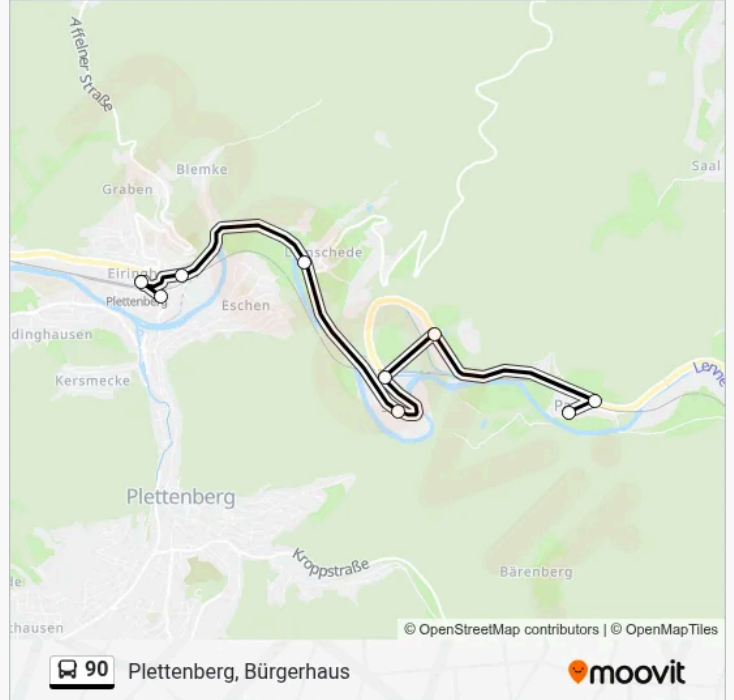 Affelner Straße
Blemke
Graben
Saal
Eiringh
Plettenberg
Eschen
dinghausen
Kersmecke
Lenne
Plettenberg
Kroppstraße
Bärenberg
hausen
© OpenStreetMap contributors | © OpenMapTiles
90 Plettenberg, Bürgerhaus
moovit